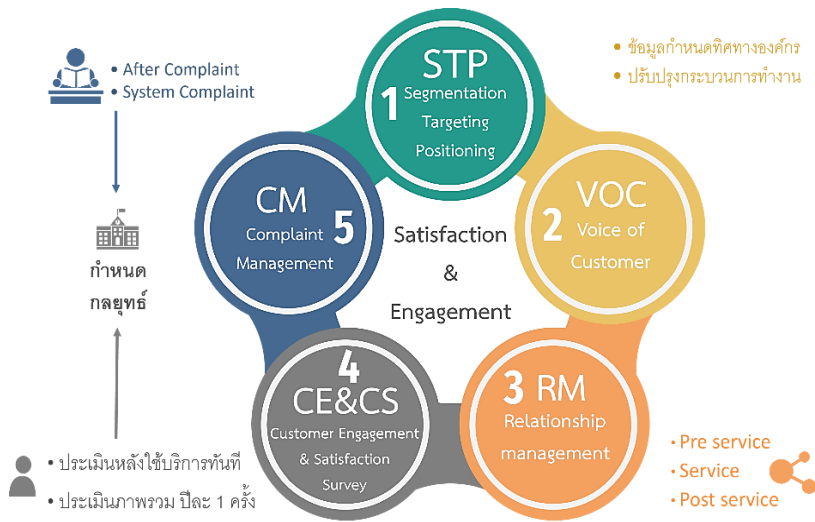 • After Complaint
• System Complaint
กำหนด
กลยุทธ์
• ประเมินหลังใช้บริการทันที
• ประเมินภาพรวม ปีละ 1 ครั้ง
STP
1
Segmentation
Targeting
Positioning
• ข้อมูลกำหนดทิศทางองค์กร
• ปรับปรุงกระบวนการทำงาน
VOC
2
Voice of
Customer
3 RM
Relationship
management
• Pre service
• Service
• Post service
4
CE&CS
Customer Engagement
& Satisfaction
Survey
CM
5
Complaint
Management
Satisfaction
&
Engagement